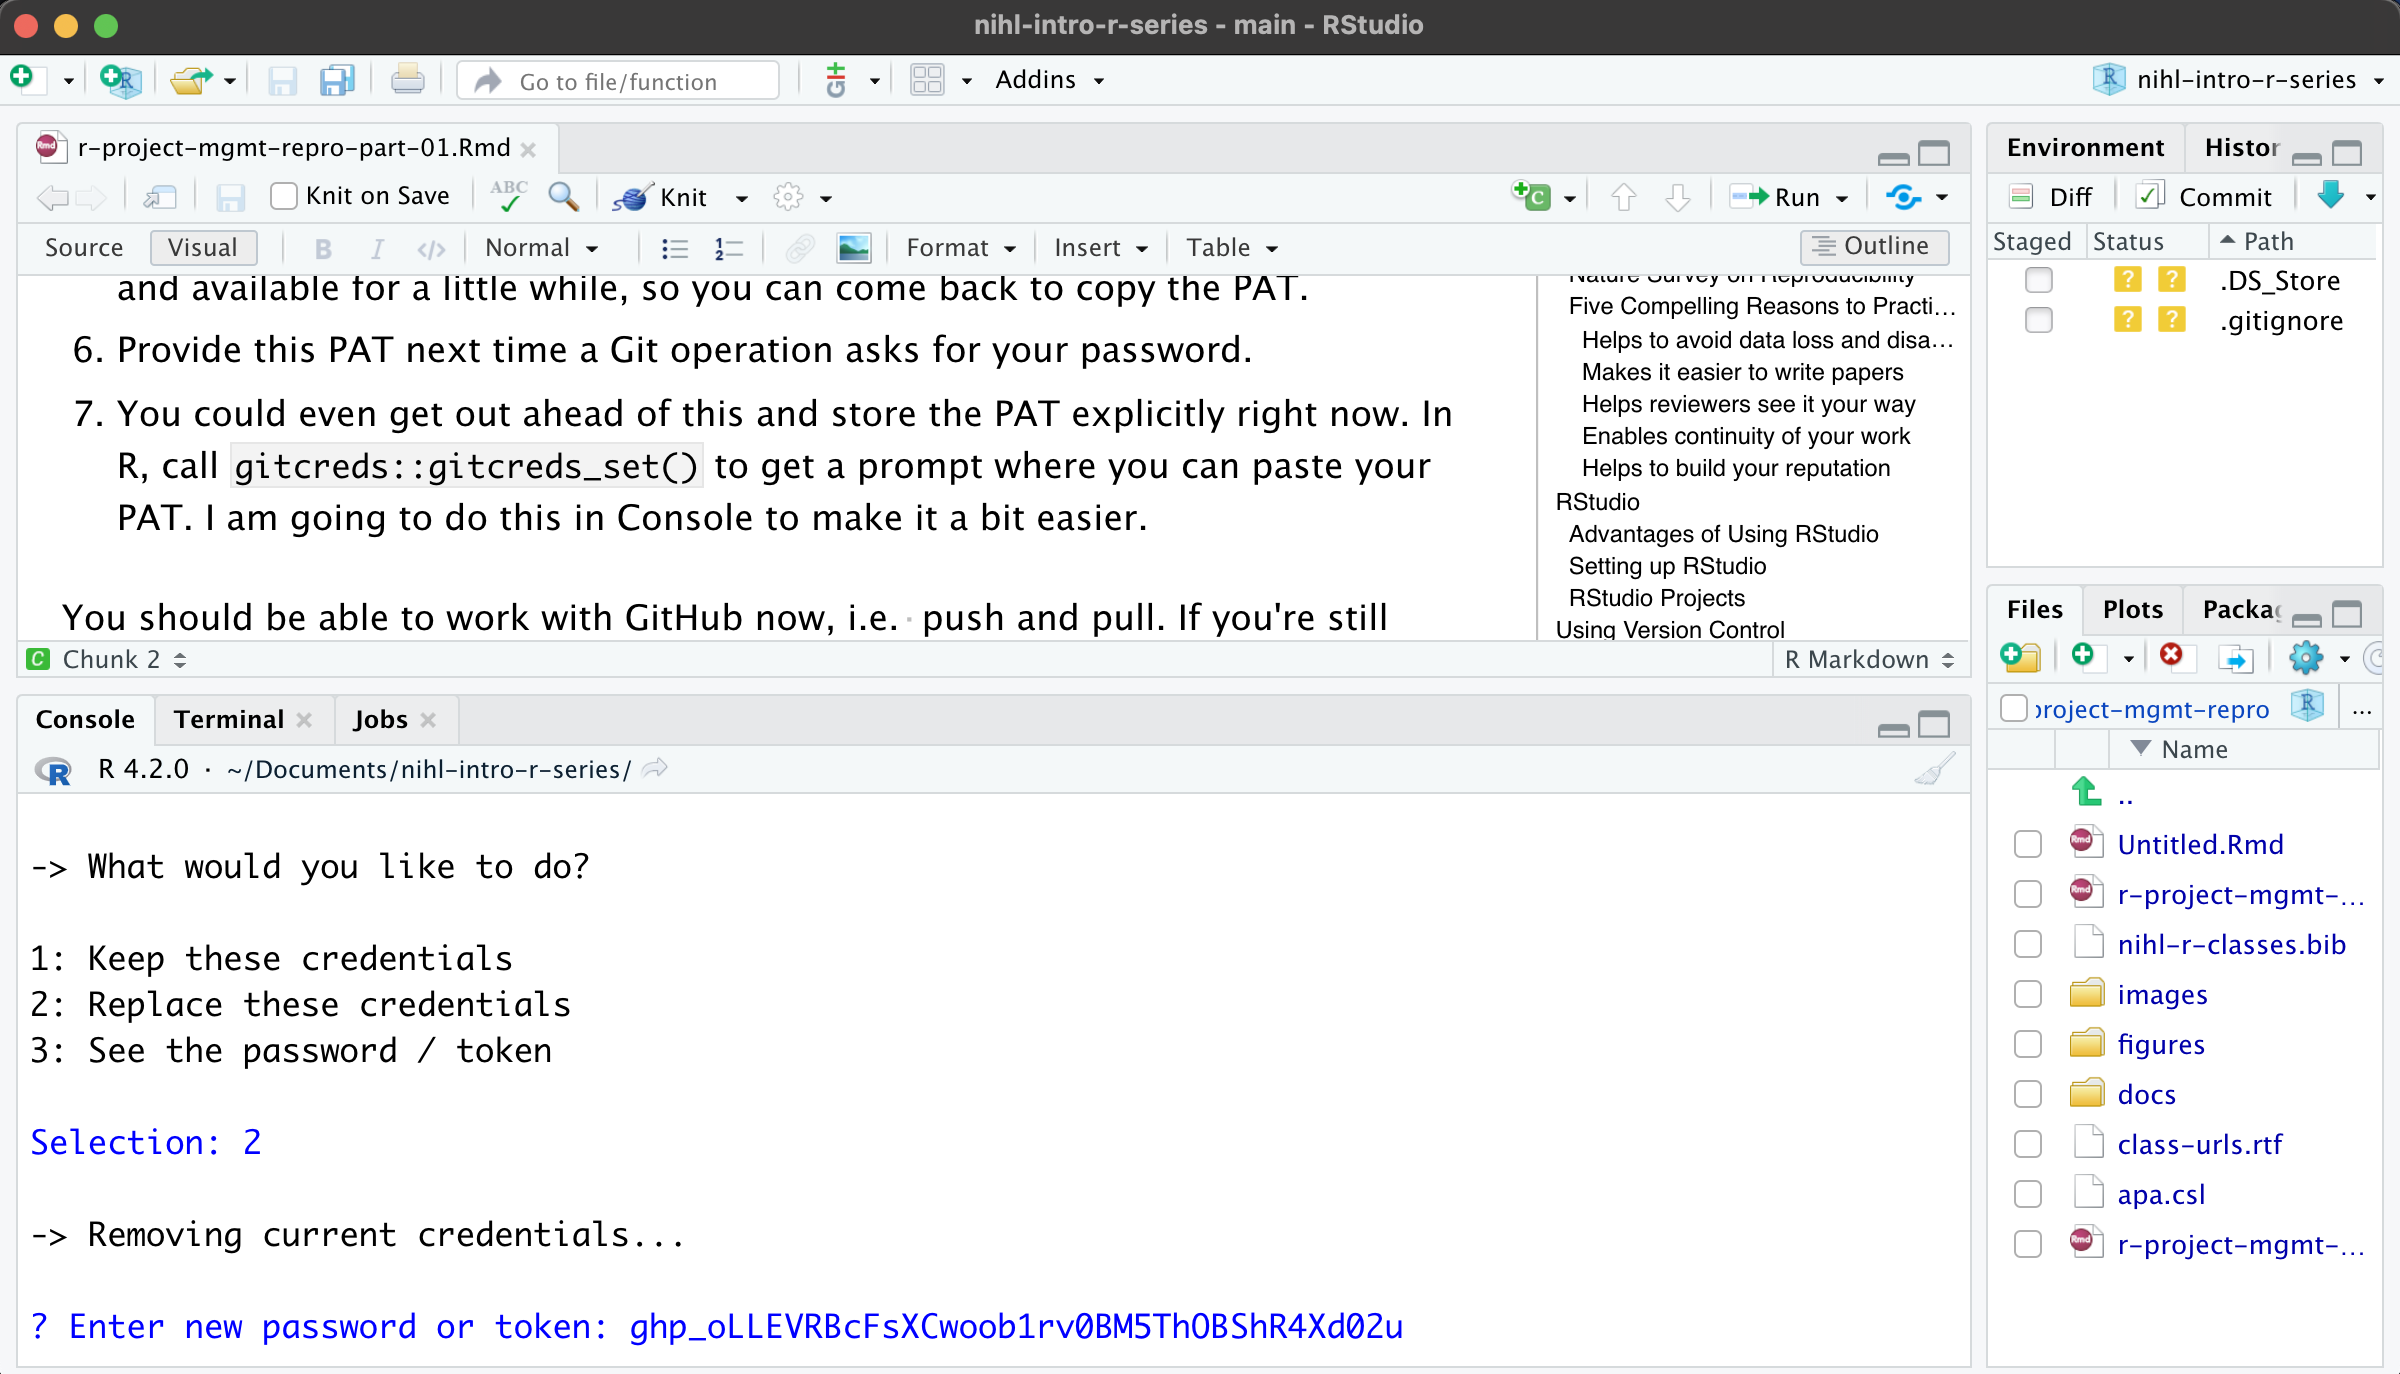 nihl-intro-r-series - main - RStudio
Go to file/function
Addins
nihl-intro-r-series
r-project-mgmt-repro-part-01.Rmd
Knit on Save
ABC
Knit
Run
Source Visual B I </> Normal Format Insert Table Outline
and available for a little while, so you can come back to copy the PAT.
6. Provide this PAT next time a Git operation asks for your password.
7. You could even get out ahead of this and store the PAT explicitly right now. In
R, call gitcreds::gitcreds_set() to get a prompt where you can paste your
PAT. I am going to do this in Console to make it a bit easier.
You should be able to work with GitHub now, i.e. push and pull. If you're still
Nature Survey on Reproducibility
Five Compelling Reasons to Practi...
Helps to avoid data loss and disa...
Makes it easier to write papers
Helps reviewers see it your way
Enables continuity of your work
Helps to build your reputation
RStudio
Advantages of Using RStudio
Setting up RStudio
RStudio Projects
Using Version Control
Chunk 2
R Markdown
Console Terminal Jobs
R 4.2.0 · ~/Documents/nihl-intro-r-series/
-> What would you like to do?
1: Keep these credentials
2: Replace these credentials
3: See the password / token
Selection: 2
-> Removing current credentials...
? Enter new password or token: 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
Environment Histor
Diff Commit
Staged Status Path
? ? .DS_Store
? ? .gitignore
Files Plots Packag
project-mgmt-repro ...
Name
..
Untitled.Rmd
r-project-mgmt-...
nihl-r-classes.bib
images
figures
docs
class-urls.rtf
apa.csl
r-project-mgmt-...